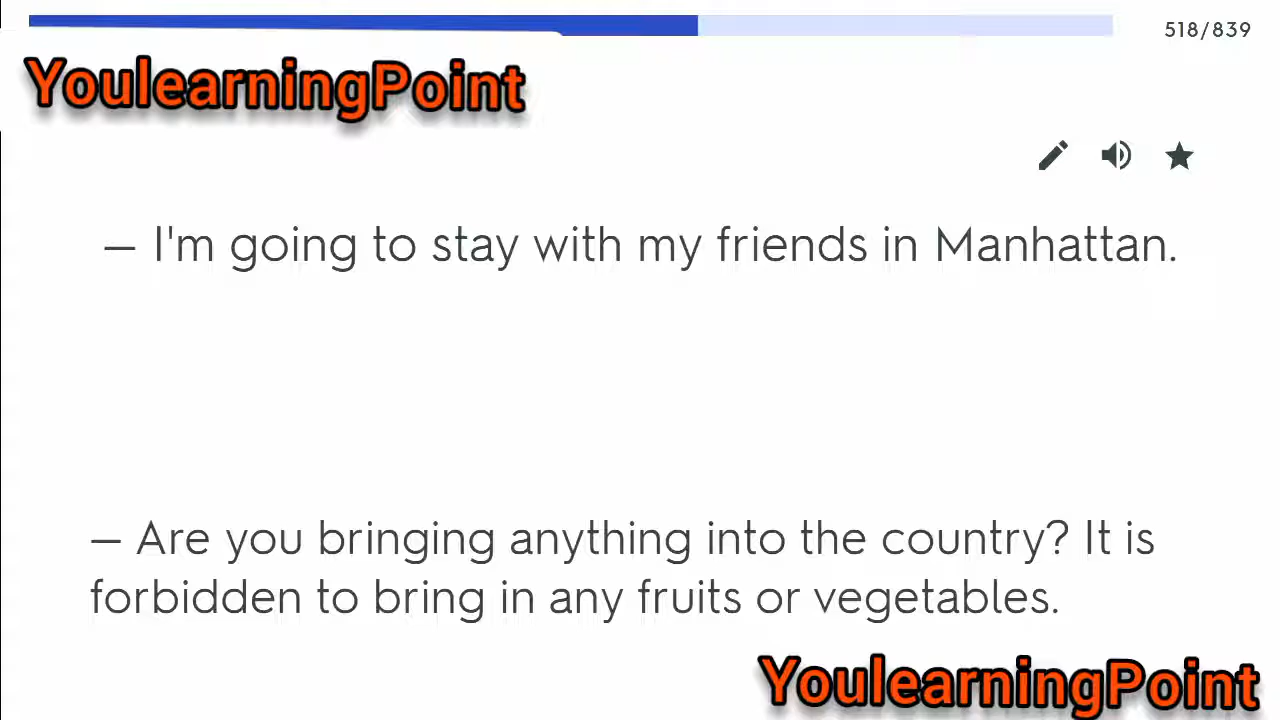 518/839
YoulearningPoint
– I'm going to stay with my friends in Manhattan.
– Are you bringing anything into the country? It is
forbidden to bring in any fruits or vegetables.
YoulearningPoint